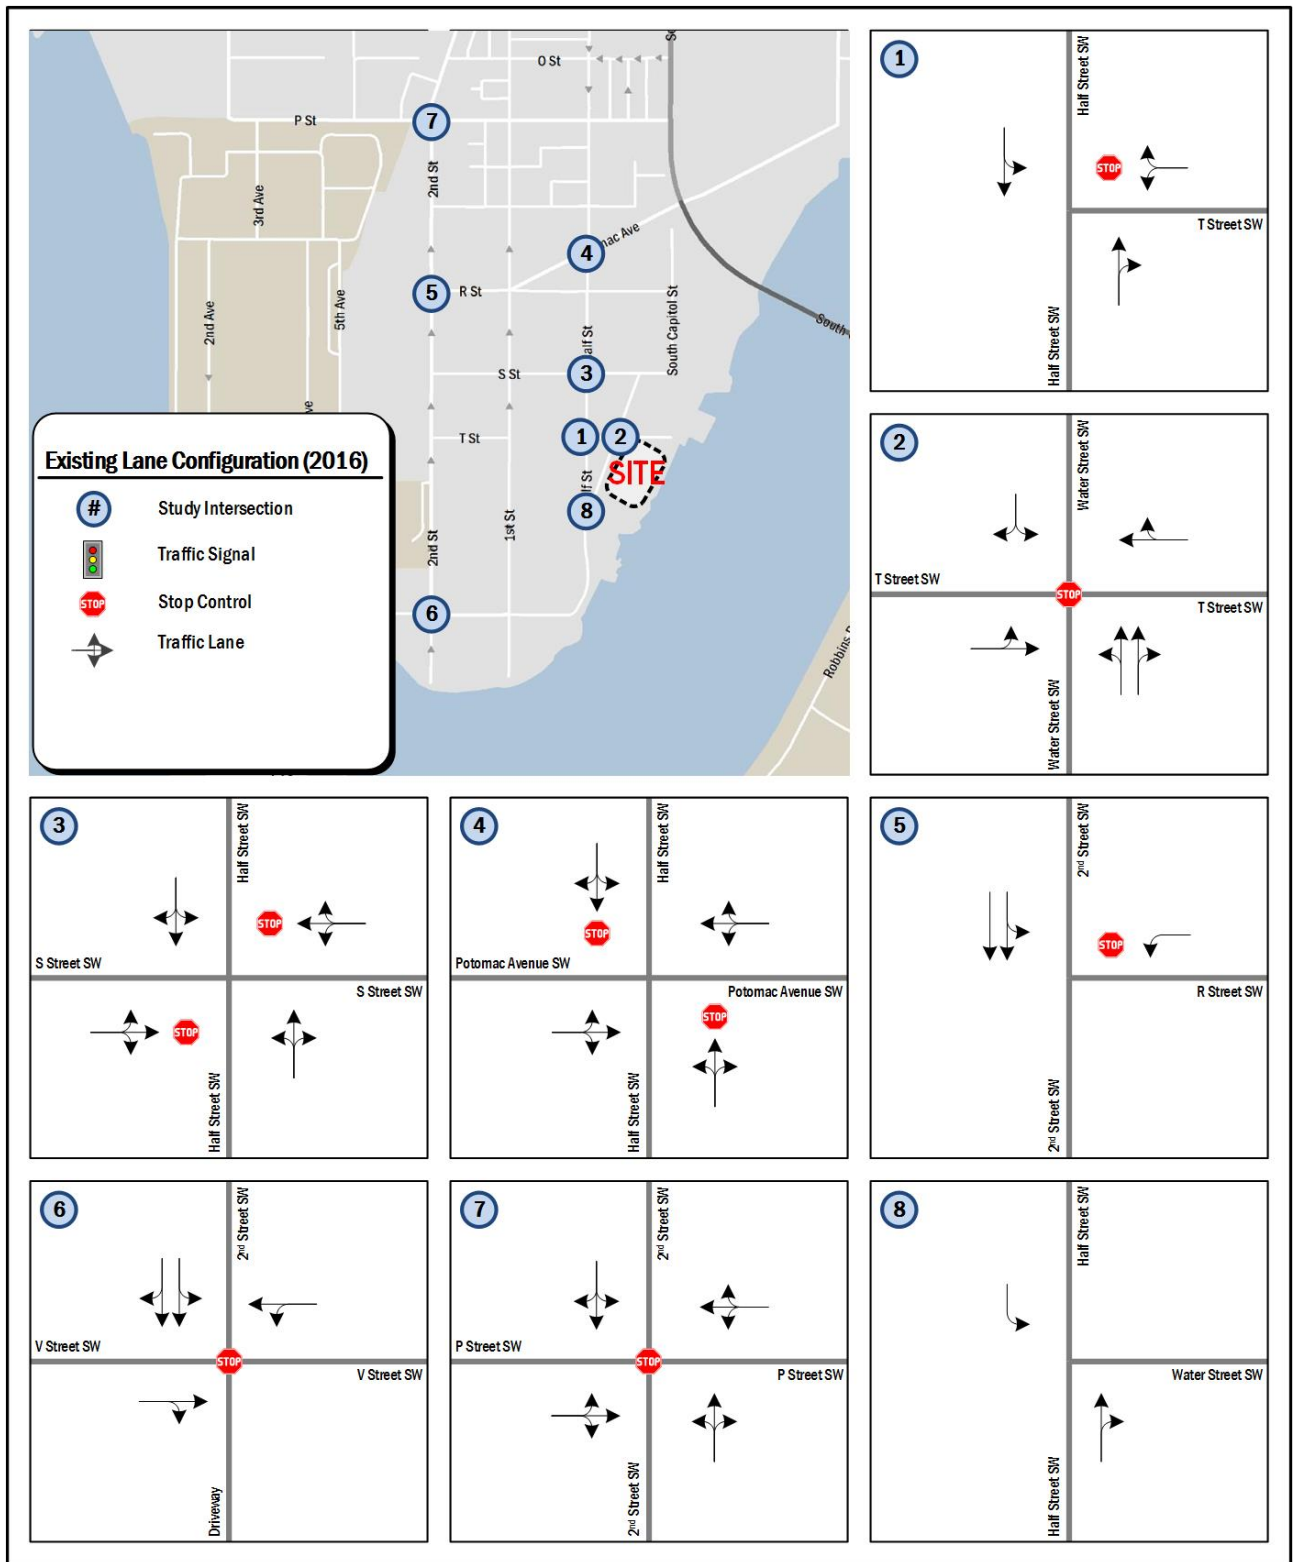 O St
Se
P St
7
2nd St
3rd Ave
4
mac Ave
5
R St
2nd Ave
5th Ave
alf St
South Capitol St
South
S St
3
T St
1
2
SITE
lf St
8
1st St
2nd St
6
Robbins
ve
Existing Lane Configuration (2016)
# Study Intersection
Traffic Signal
STOP Stop Control
Traffic Lane
1
Half Street SW
STOP
T Street SW
Half Street SW
2
Water Street SW
T Street SW
STOP
T Street SW
Water Street SW
3
Half Street SW
STOP
S Street SW
S Street SW
STOP
Half Street SW
4
Half Street SW
STOP
Potomac Avenue SW
Potomac Avenue SW
STOP
Half Street SW
5
2nd Street SW
STOP
R Street SW
2nd Street SW
6
2nd Street SW
V Street SW
STOP
V Street SW
Driveway
7
2nd Street SW
P Street SW
STOP
P Street SW
2nd Street SW
8
Half Street SW
Water Street SW
Half Street SW